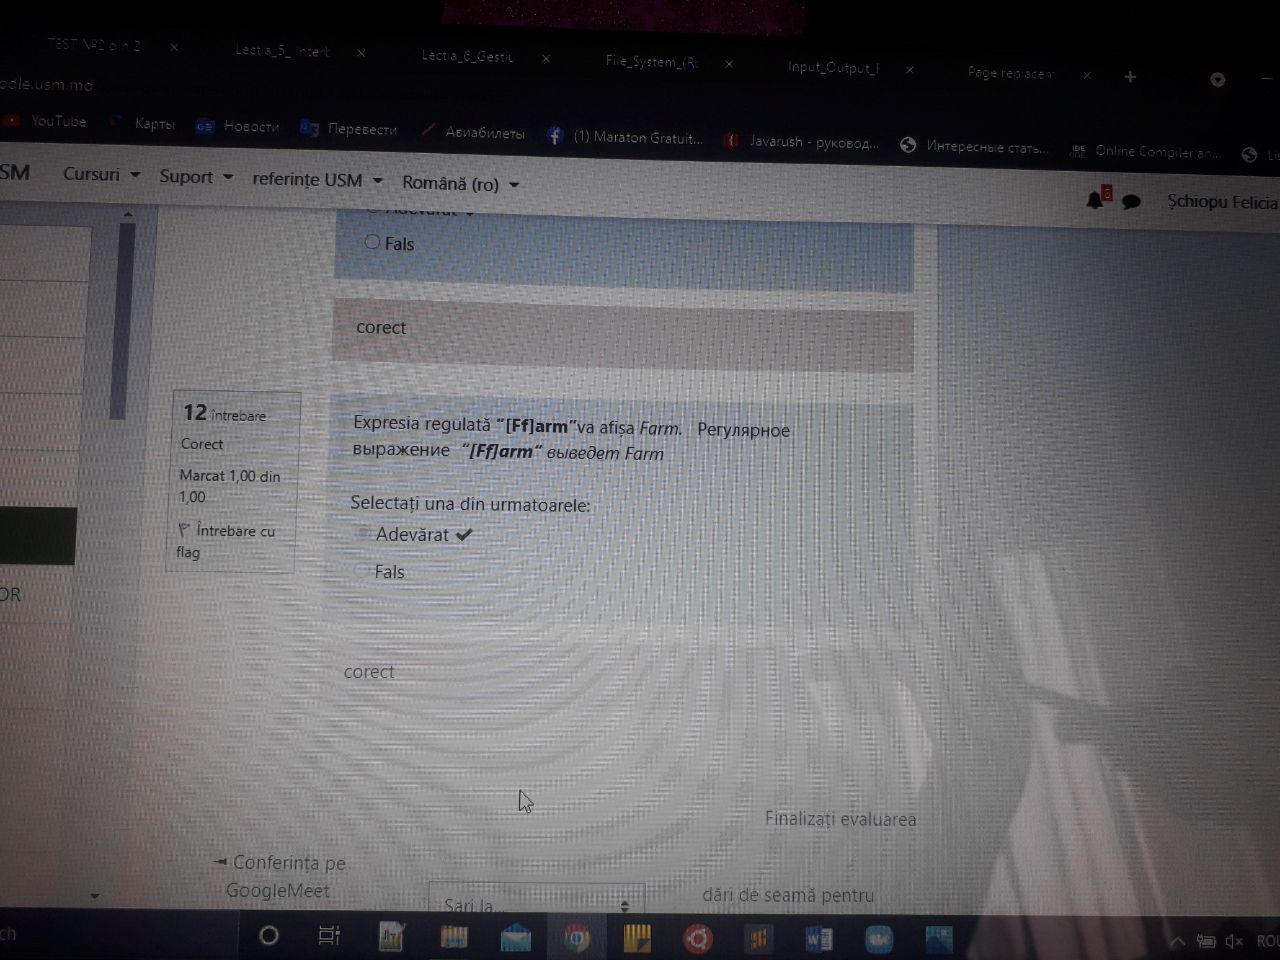 TEST №2 din 2
Lectia_5_
Lectia_6_Gestiu
File_System_(R
Input_Output_
Page replacem
odle.usm.md
YouTube
Карты
Новости
Перевести
Авиабилеты
(1) Maraton Gratuit...
Javarush - руковод...
Интересные стать...
Online Compiler an...
SM
Cursuri
Suport
referințe USM
Română (ro)
Șchiopu Felicia
Adevărat
Fals
corect
12 întrebare
Corect
Marcat 1,00 din
1,00
Întrebare cu
flag
Expresia regulată “[Ff]arm”va afișa Farm. Регулярное
выражение “[Ff]arm” выведет Farm
Selectați una din urmatoarele:
Adevărat
Fals
corect
OR
Finalizați evaluarea
Conferința pe
GoogleMeet
Sari la...
dări de seamă pentru
ch
ROU